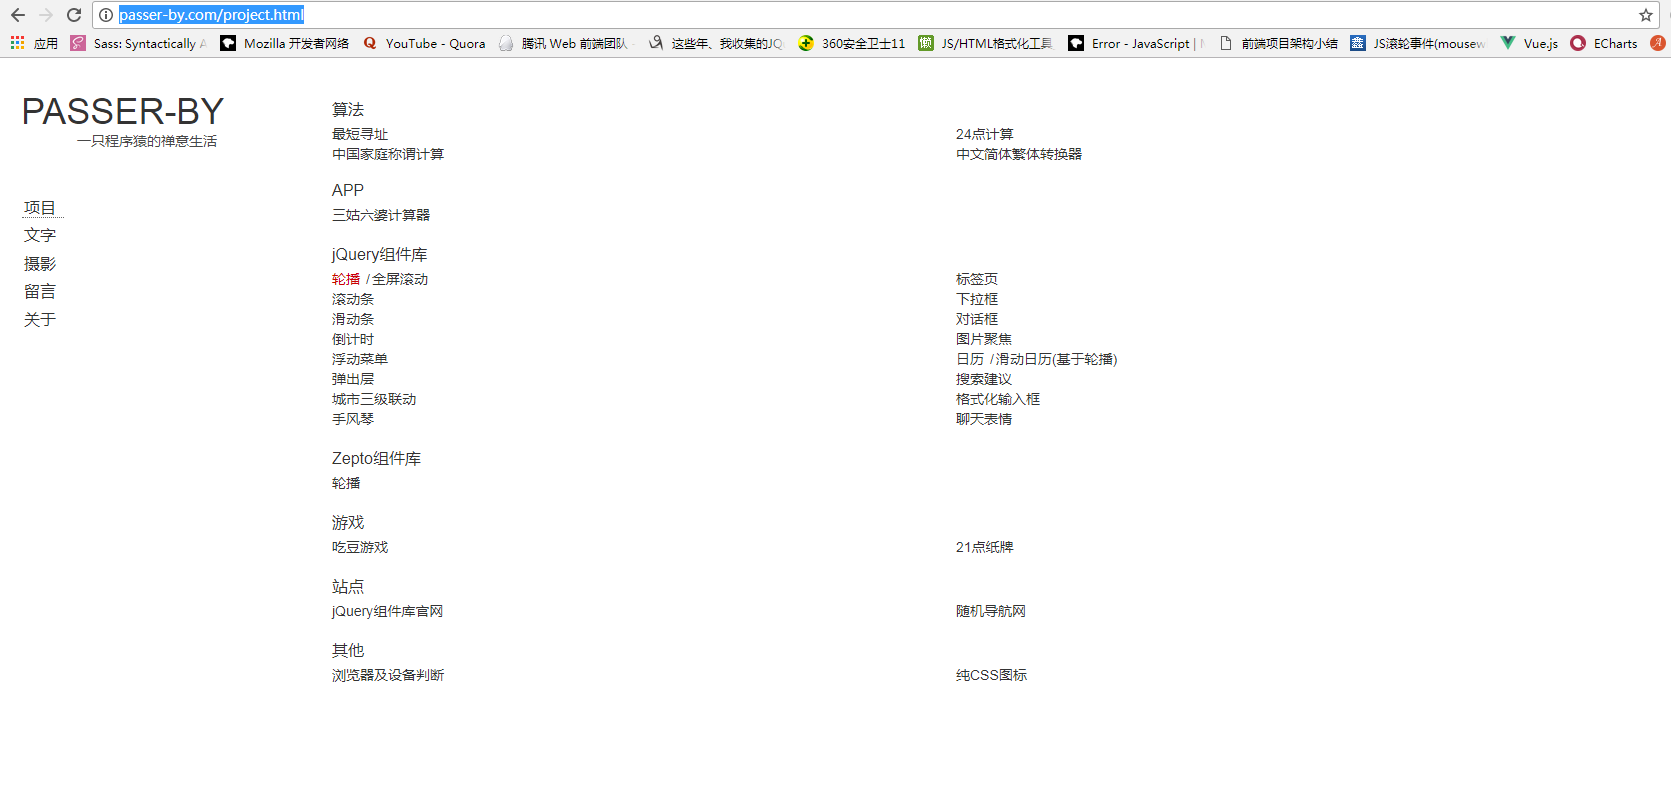 passer-by.com/project.html
应用 Sass: Syntactically A Mozilla 开发者网络 YouTube - Quora 腾讯 Web 前端团队 这些年、我收集的JQ 360安全卫士11 JS/HTML格式化工具 Error - JavaScript | 前端项目架构小结 JS滚轮事件(mousew Vue.js ECharts
PASSER-BY
一只程序猿的禅意生活
项目
文字
摄影
留言
关于
算法
最短寻址 24点计算
中国家庭称谓计算 中文简体繁体转换器
APP
三姑六婆计算器
jQuery组件库
轮播 /全屏滚动 标签页
滚动条 下拉框
滑动条 对话框
倒计时 图片聚焦
浮动菜单 日历 /滑动日历(基于轮播)
弹出层 搜索建议
城市三级联动 格式化输入框
手风琴 聊天表情
Zepto组件库
轮播
游戏
吃豆游戏 21点纸牌
站点
jQuery组件库官网 随机导航网
其他
浏览器及设备判断 纯CSS图标